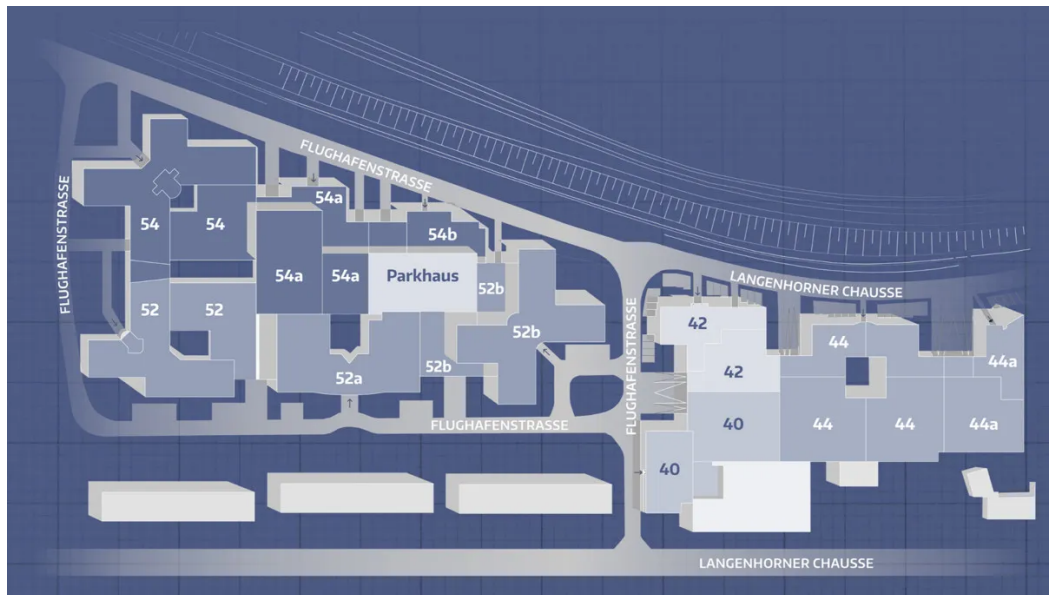 FLUGHAFENSTRASSE
54a
54
54
54b
FLUGHAFENSTRASSE
54a
54a
Parkhaus
52b
LANGENHORNER CHAUSSE
52
52
52b
FLUGHAFENSTRASSE
42
44
44a
52a
52b
42
FLUGHAFENSTRASSE
40
44
44
44a
40
LANGENHORNER CHAUSSE